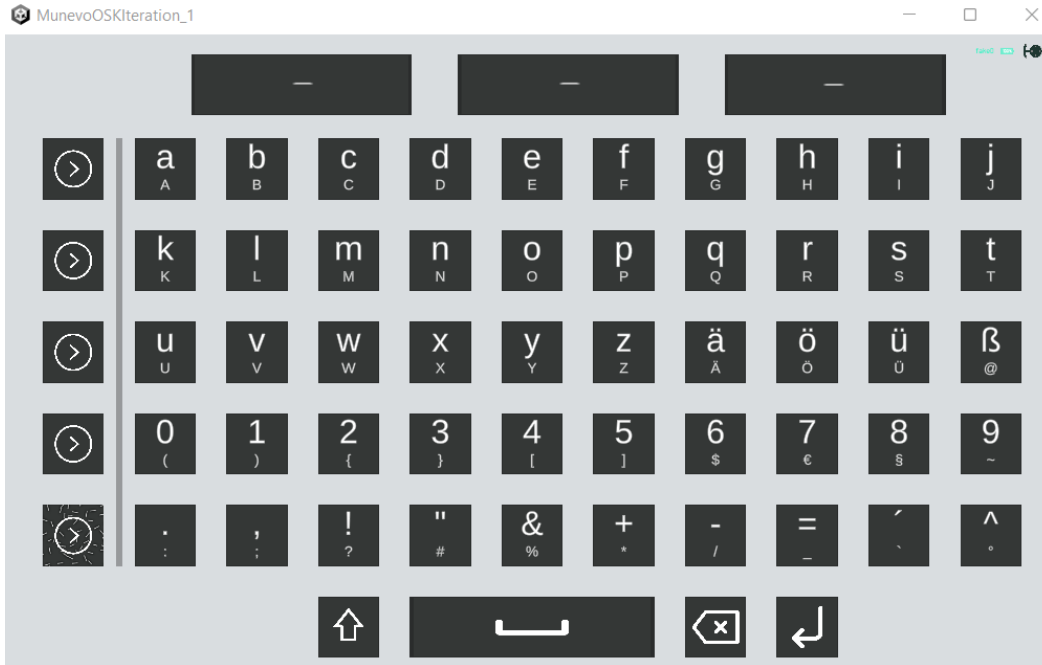 MunevoOSKIteration_1
— — —
a b c d e f g h i j
A B C D E F G H I J
k l m n o p q r s t
K L M N O P Q R S T
u v w x y z ä ö ü ß
U V W X Y Z Ä Ö Ü @
0 1 2 3 4 5 6 7 8 9
( ) { } [ ] $ € § ~
. , ! " & + - = ´ ^
: ; ? # % * / _ ` °